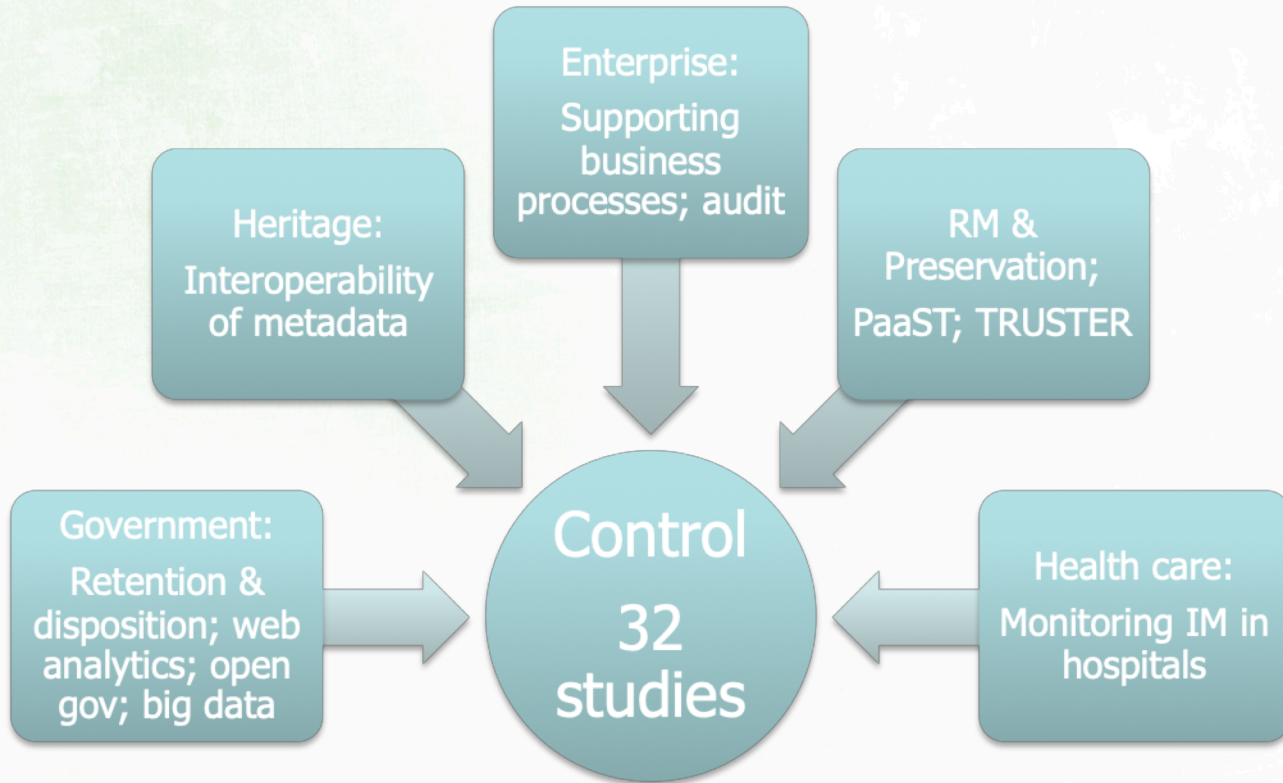 Enterprise:
Supporting
business
processes; audit
Heritage:
Interoperability
of metadata
RM &
Preservation;
PaaST; TRUSTER
Government:
Retention &
disposition; web
analytics; open
gov; big data
Control
32
studies
Health care:
Monitoring IM in
hospitals